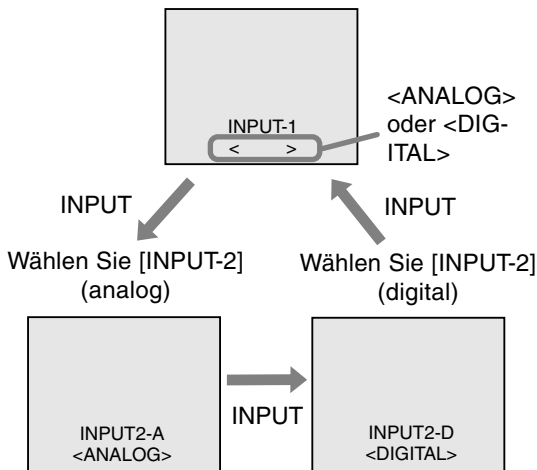 INPUT-1
< >
<ANALOG>
oder <DIG-
ITAL>
INPUT
INPUT
Wählen Sie [INPUT-2]
(analog)
Wählen Sie [INPUT-2]
(digital)
INPUT2-A
<ANALOG>
INPUT
INPUT2-D
<DIGITAL>